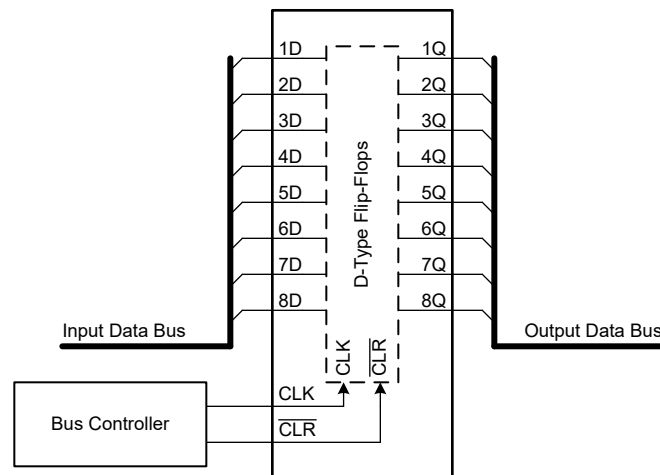 1D
1Q
2D
2Q
3D
3Q
4D
4Q
5D
5Q
6D
6Q
7D
7Q
8D
8Q
D-Type Flip-Flops
Input Data Bus
Output Data Bus
CLK
CLR
CLK
Bus Controller
CLR